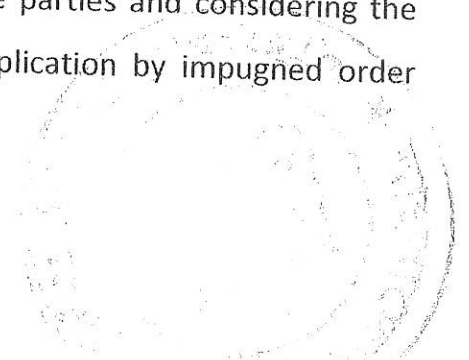 parties and considering the
plication by impugned order